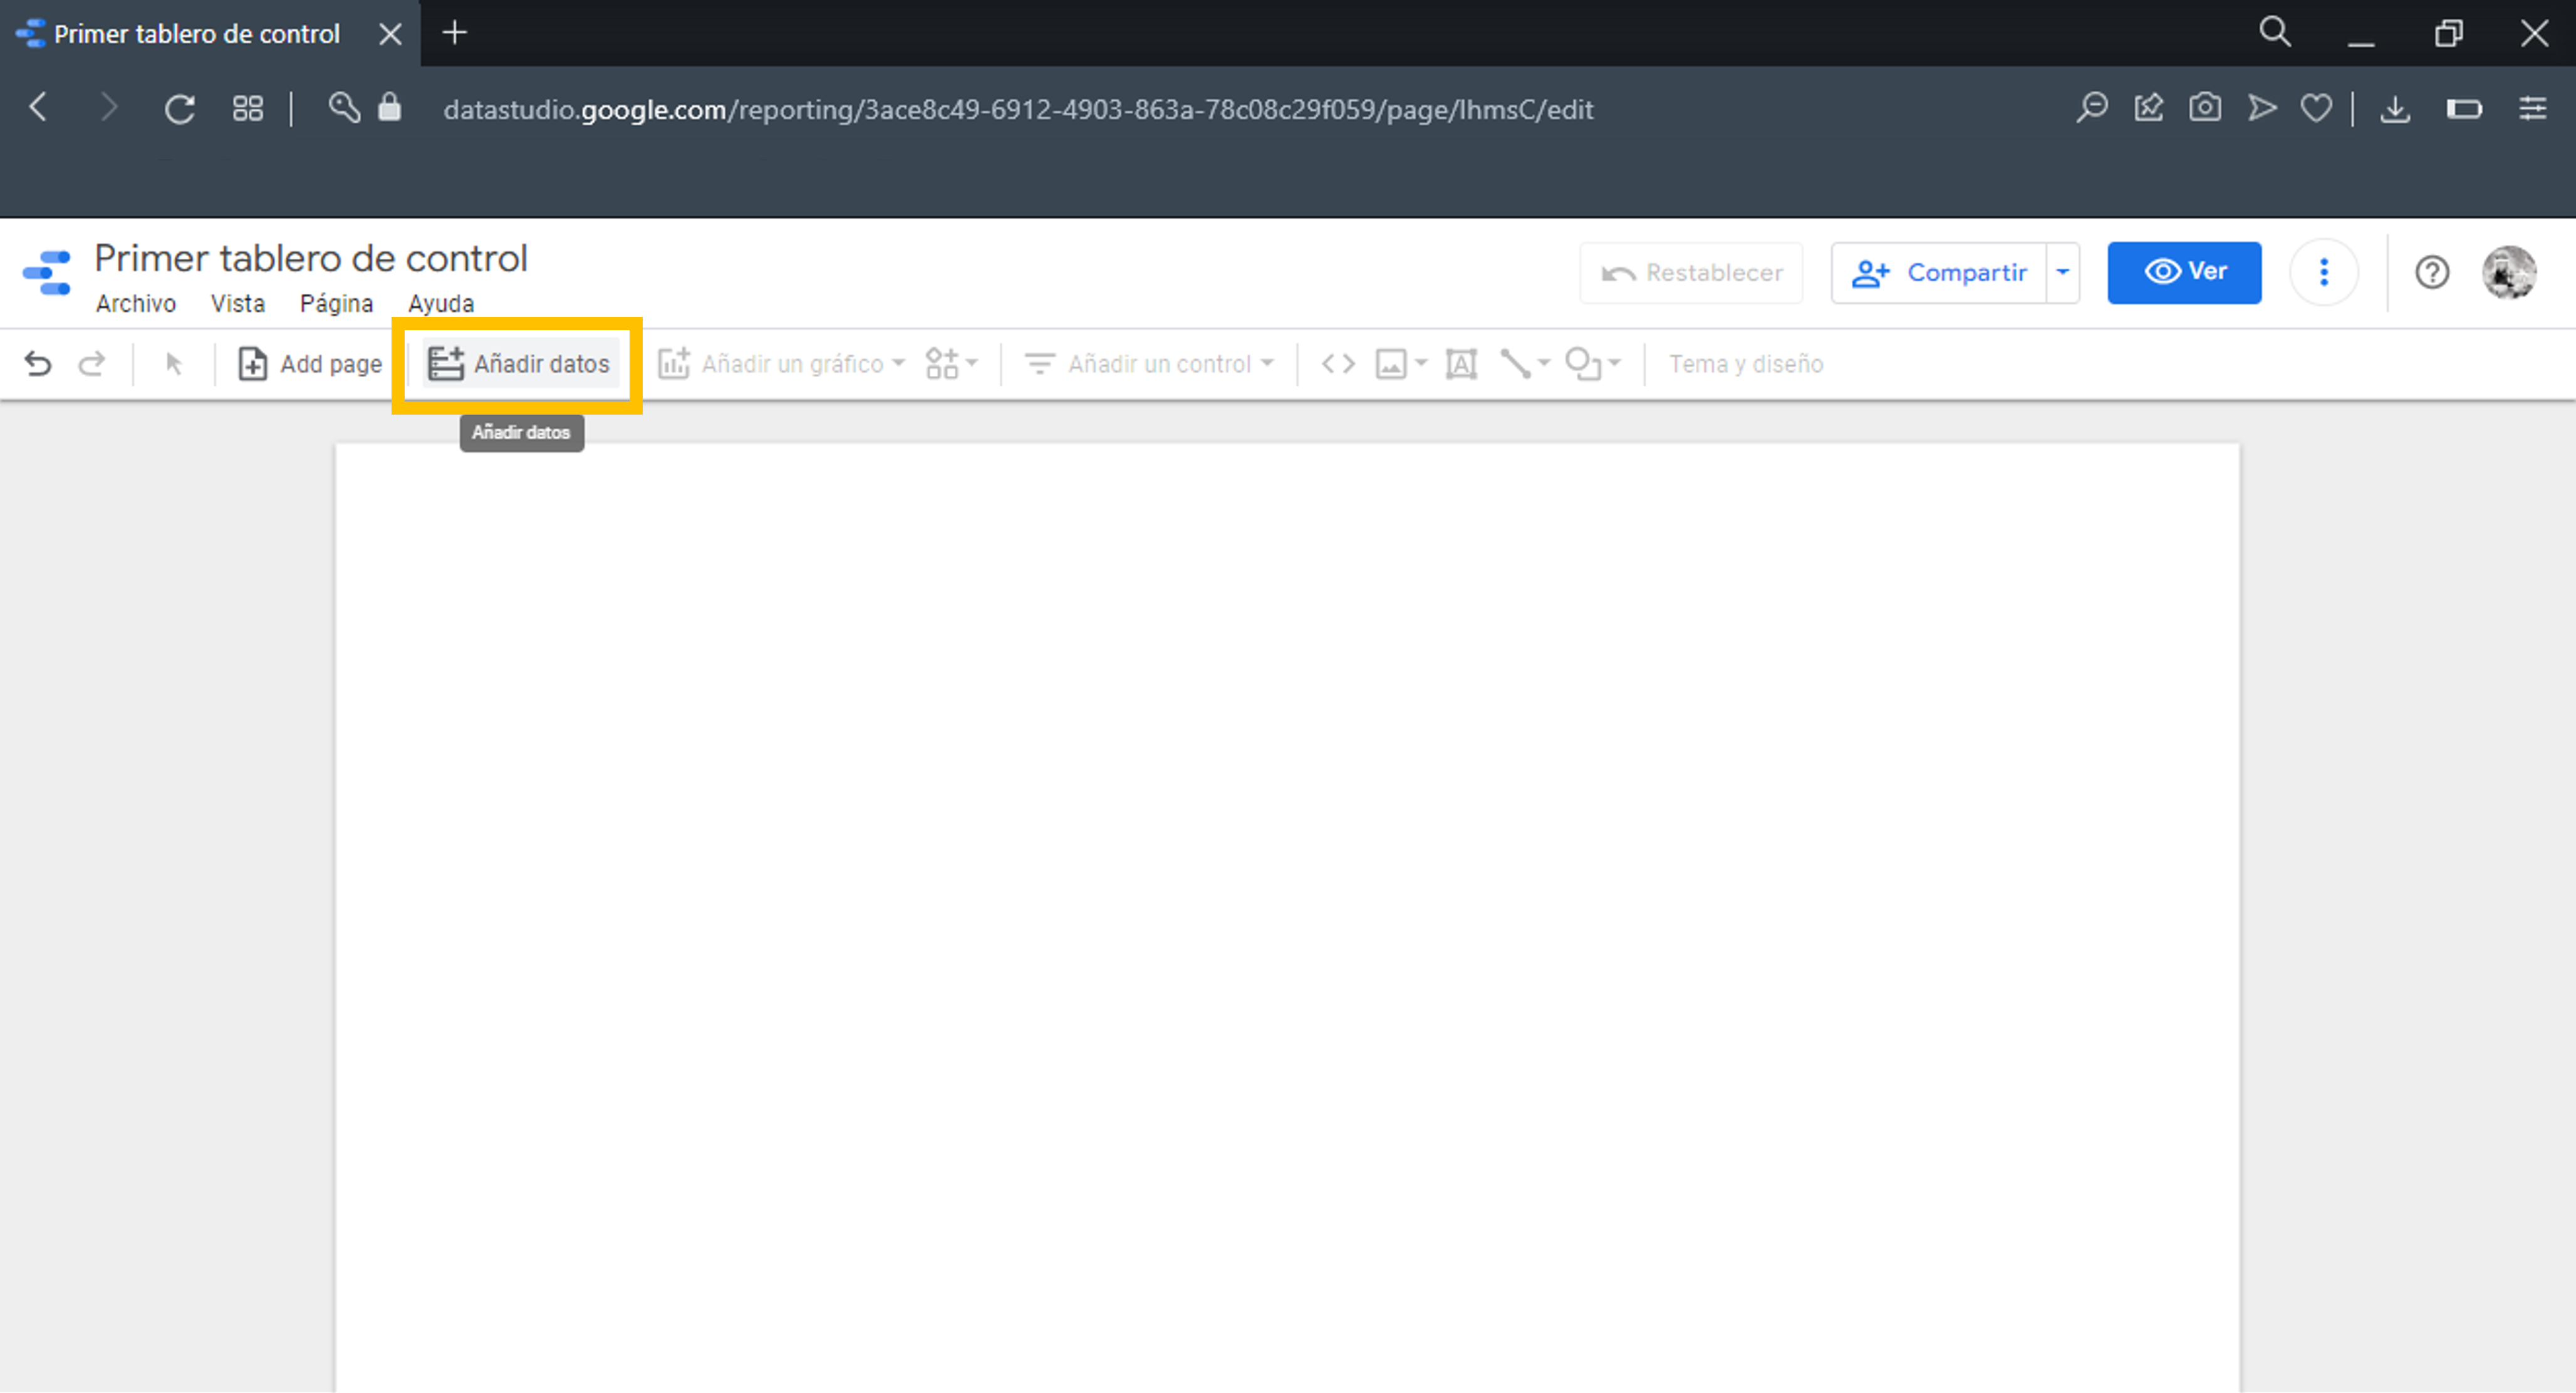 Primer tablero de control
datastudio.google.com/reporting/3ace8c49-6912-4903-863a-78c08c29f059/page/lhmsC/edit
Primer tablero de control
Archivo Vista Página Ayuda
Restablecer Compartir Ver
Add page Añadir datos Añadir un gráfico Añadir un control Tema y diseño
Añadir datos